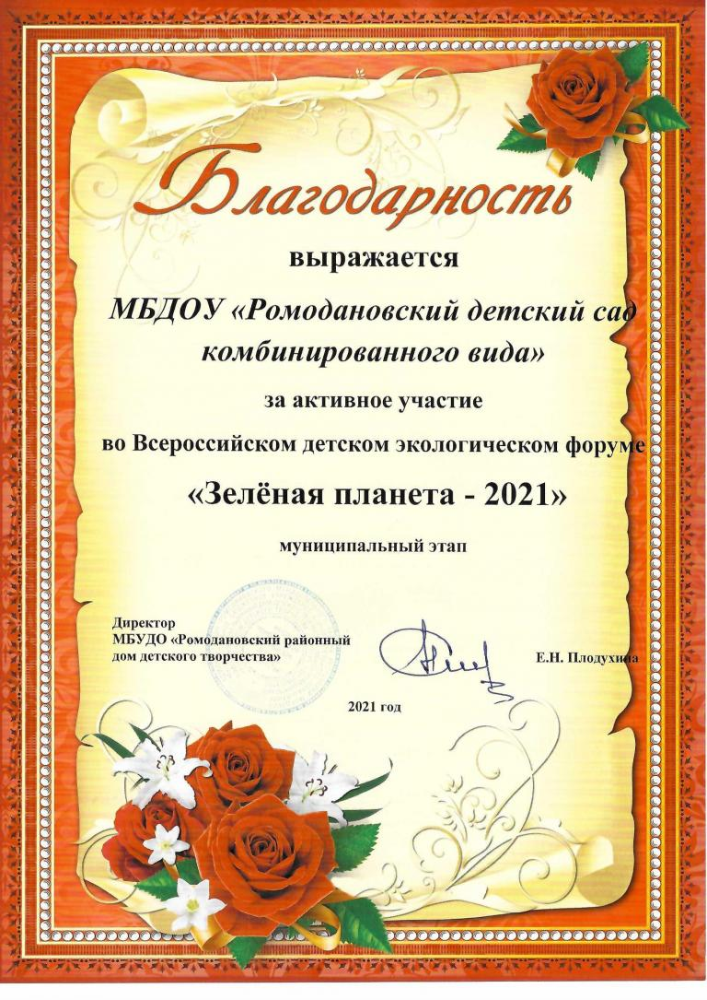 Благодарность
выражается
МБДОУ «Ромодановский детский сад
комбинированного вида»
за активное участие
во Всероссийском детском экологическом форуме
«Зелёная планета - 2021»
муниципальный этап
Директор
МБУДО «Ромодановский районный
дом детского творчества»
Е.Н. Плодухина
2021 год